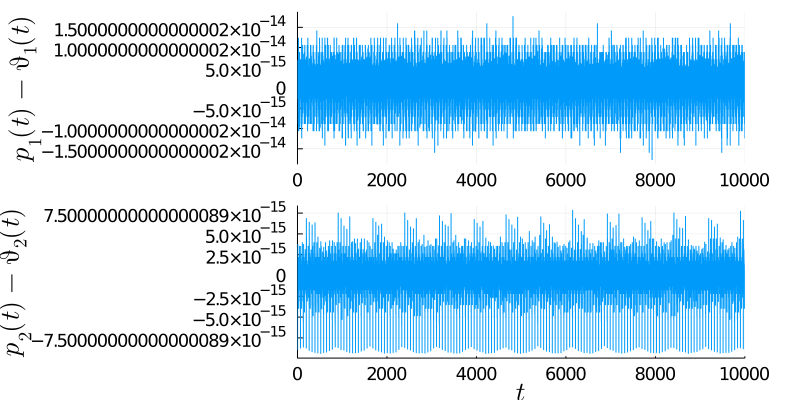 p₁(t) − ϑ₁(t)
1.5000000000000002×10⁻¹⁴
1.0000000000000002×10⁻¹⁴
5.0×10⁻¹⁵
0
−5.0×10⁻¹⁵
−1.0000000000000002×10⁻¹⁴
−1.5000000000000002×10⁻¹⁴
0 2000 4000 6000 8000 10000
p₂(t) − ϑ₂(t)
7.500000000000000089×10⁻¹⁵
5.0×10⁻¹⁵
2.5×10⁻¹⁵
0
−2.5×10⁻¹⁵
−5.0×10⁻¹⁵
−7.500000000000000089×10⁻¹⁵
0 2000 4000 6000 8000 10000
t